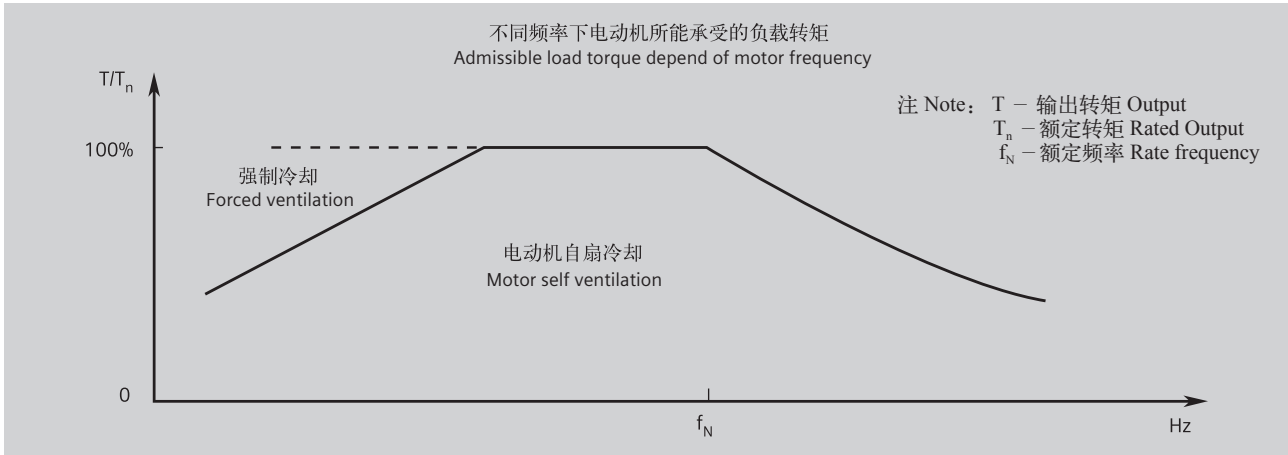 不同频率下电动机所能承受的负载转矩
Admissible load torque depend of motor frequency
T/Tn
注 Note： T － 输出转矩 Output
Tn －额定转矩 Rated Output
fN －额定频率 Rate frequency
100%
强制冷却
Forced ventilation
电动机自扇冷却
Motor self ventilation
0
fN
Hz